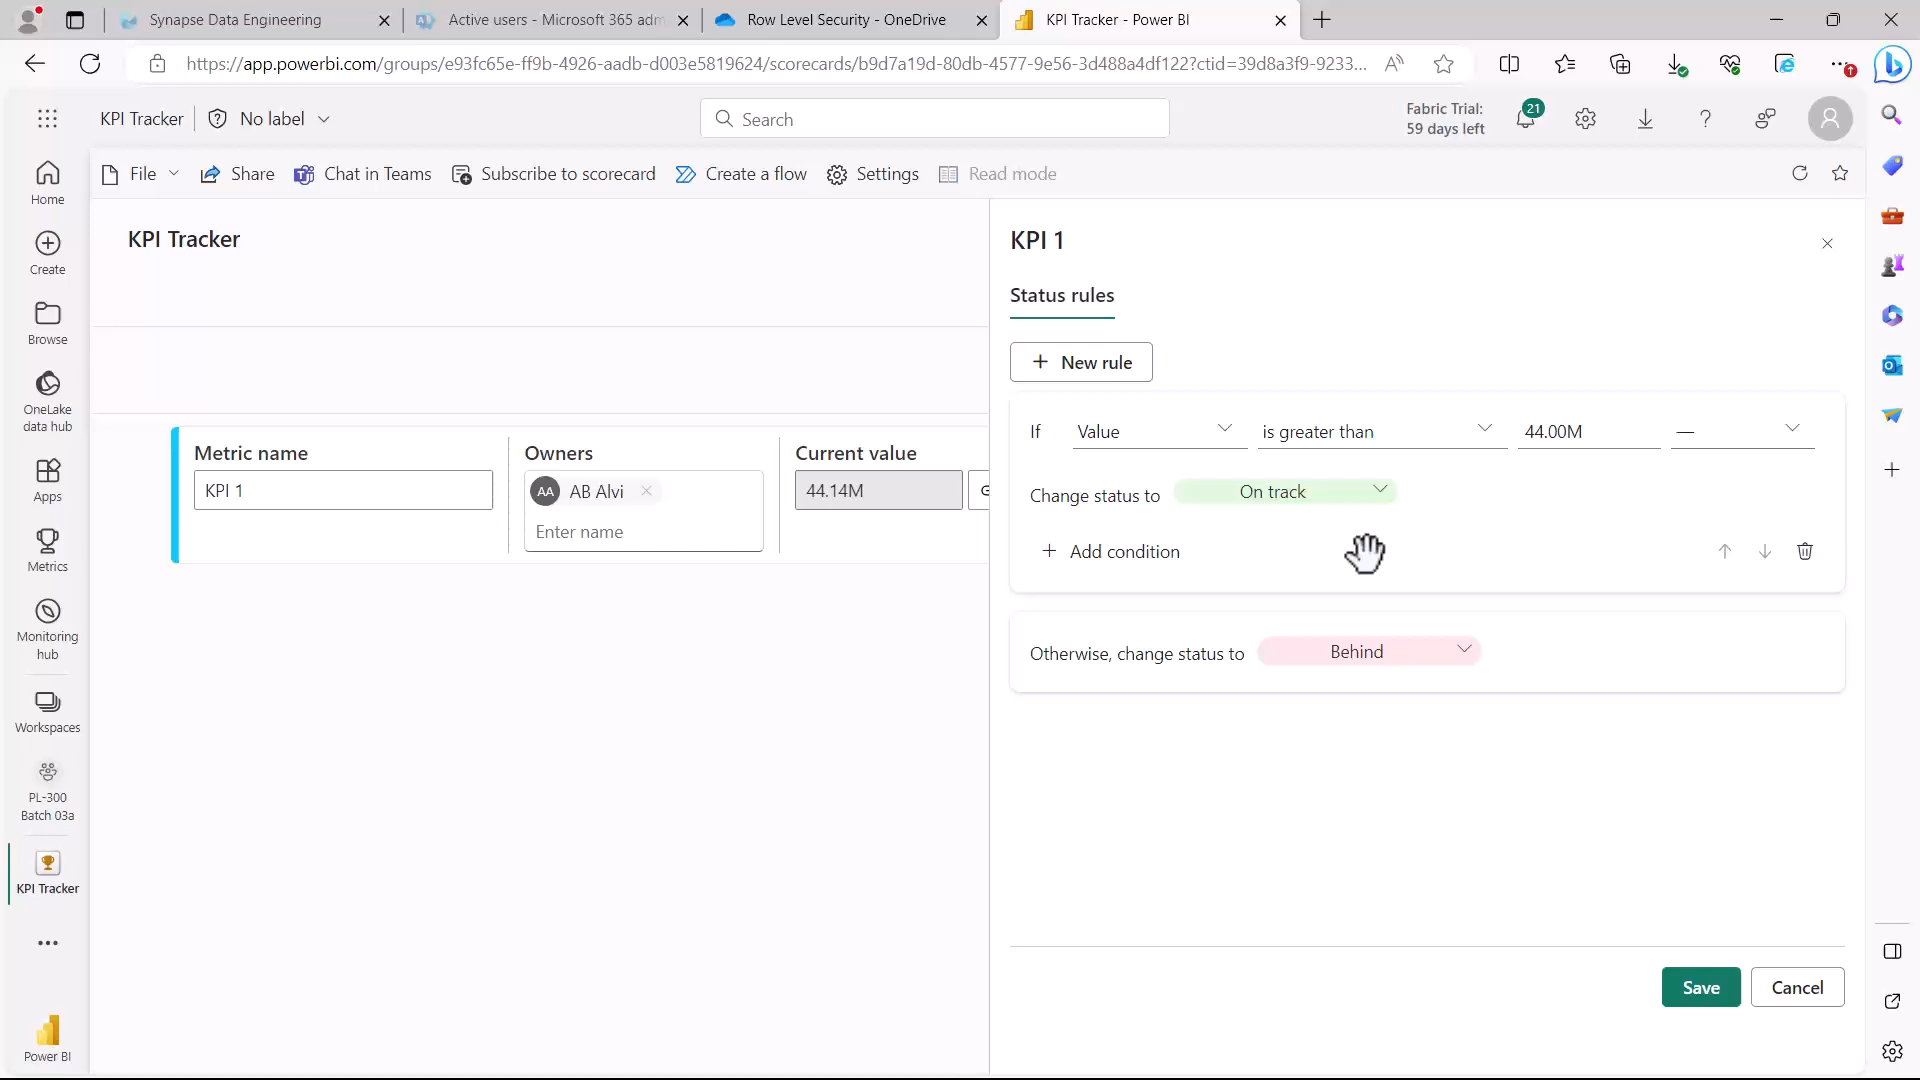 Synapse Data Engineering
Active users - Microsoft 365 adm
Row Level Security - OneDrive
KPI Tracker - Power BI
https://app.powerbi.com/groups/e93fc65e-ff9b-4926-aadb-d003e5819624/scorecards/b9d7a19d-80db-4577-9e56-3d488a4df122?ctid=39d8a3f9-9233...
KPI Tracker
No label
Search
Fabric Trial:
59 days left
21
File
Share
Chat in Teams
Subscribe to scorecard
Create a flow
Settings
Read mode
Home
Create
Browse
OneLake
data hub
Apps
Metrics
Monitoring
hub
Workspaces
PL-300
Batch 03a
KPI Tracker
Power BI
KPI Tracker
Metric name
KPI 1
Owners
AA AB Alvi
Enter name
Current value
44.14M
KPI 1
Status rules
+ New rule
If Value is greater than 44.00M —
Change status to On track
+ Add condition
Otherwise, change status to Behind
Save
Cancel